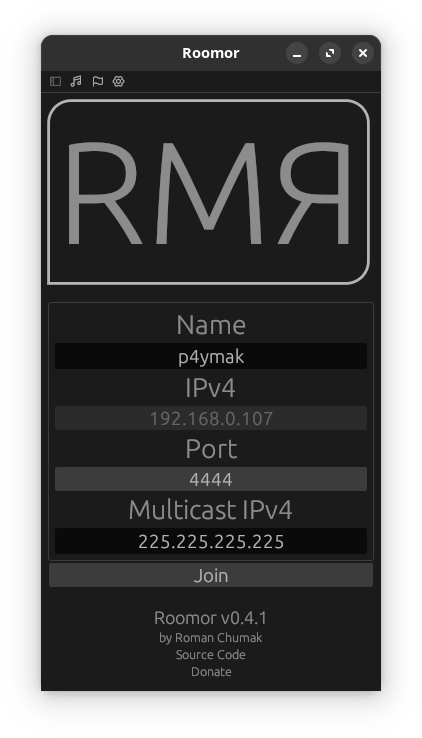 Roomor
RMЯ
Name
p4ymak
IPv4
192.168.0.107
Port
4444
Multicast IPv4
225.225.225.225
Join
Roomor v0.4.1
by Roman Chumak
Source Code
Donate